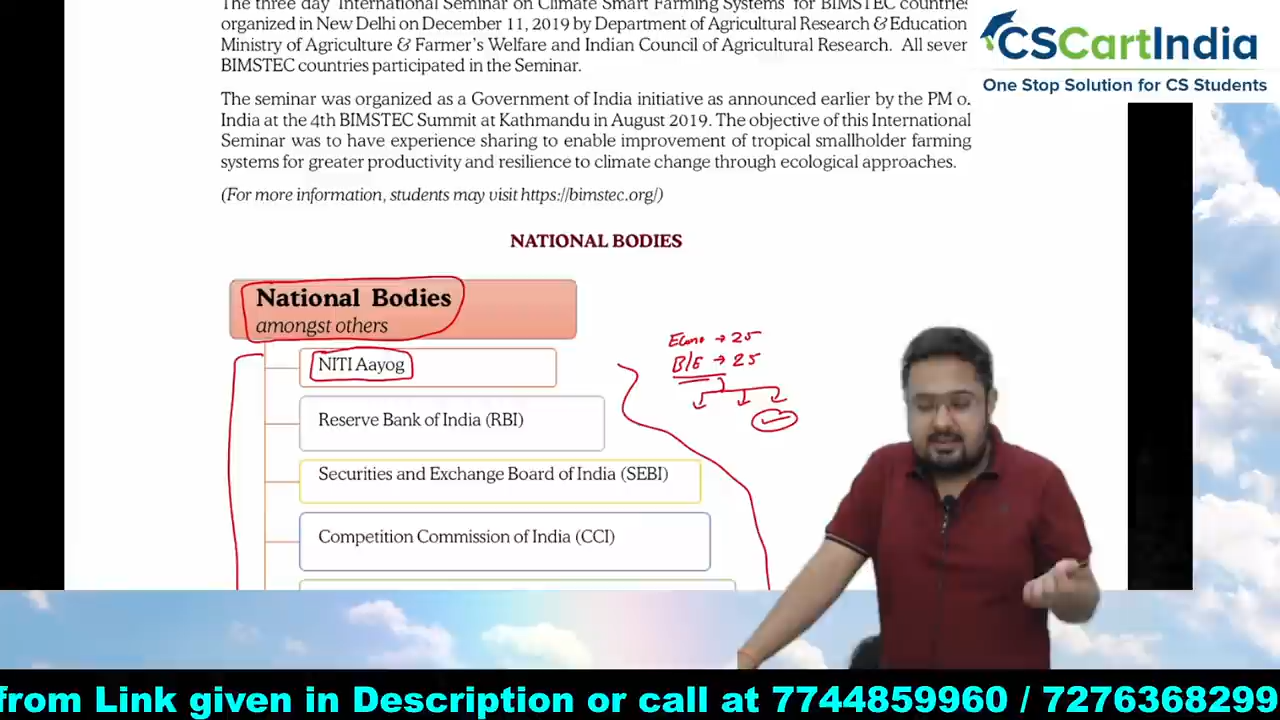 The three day 'International Seminar on Climate Smart Farming Systems' for BIMSTEC countries
organized in New Delhi on December 11, 2019 by Department of Agricultural Research & Education
Ministry of Agriculture & Farmer's Welfare and Indian Council of Agricultural Research. All sever
BIMSTEC countries participated in the Seminar.
The seminar was organized as a Government of India initiative as announced earlier by the PM o.
India at the 4th BIMSTEC Summit at Kathmandu in August 2019. The objective of this International
Seminar was to have experience sharing to enable improvement of tropical smallholder farming
systems for greater productivity and resilience to climate change through ecological approaches.
(For more information, students may visit https://bimstec.org/)
NATIONAL BODIES
National Bodies
amongst others
NITI Aayog
Reserve Bank of India (RBI)
Securities and Exchange Board of India (SEBI)
Competition Commission of India (CCI)
Econo → 25
B/E → 25
CSCartIndia
One Stop Solution for CS Students
from Link given in Description or call at 7744859960 / 7276368299